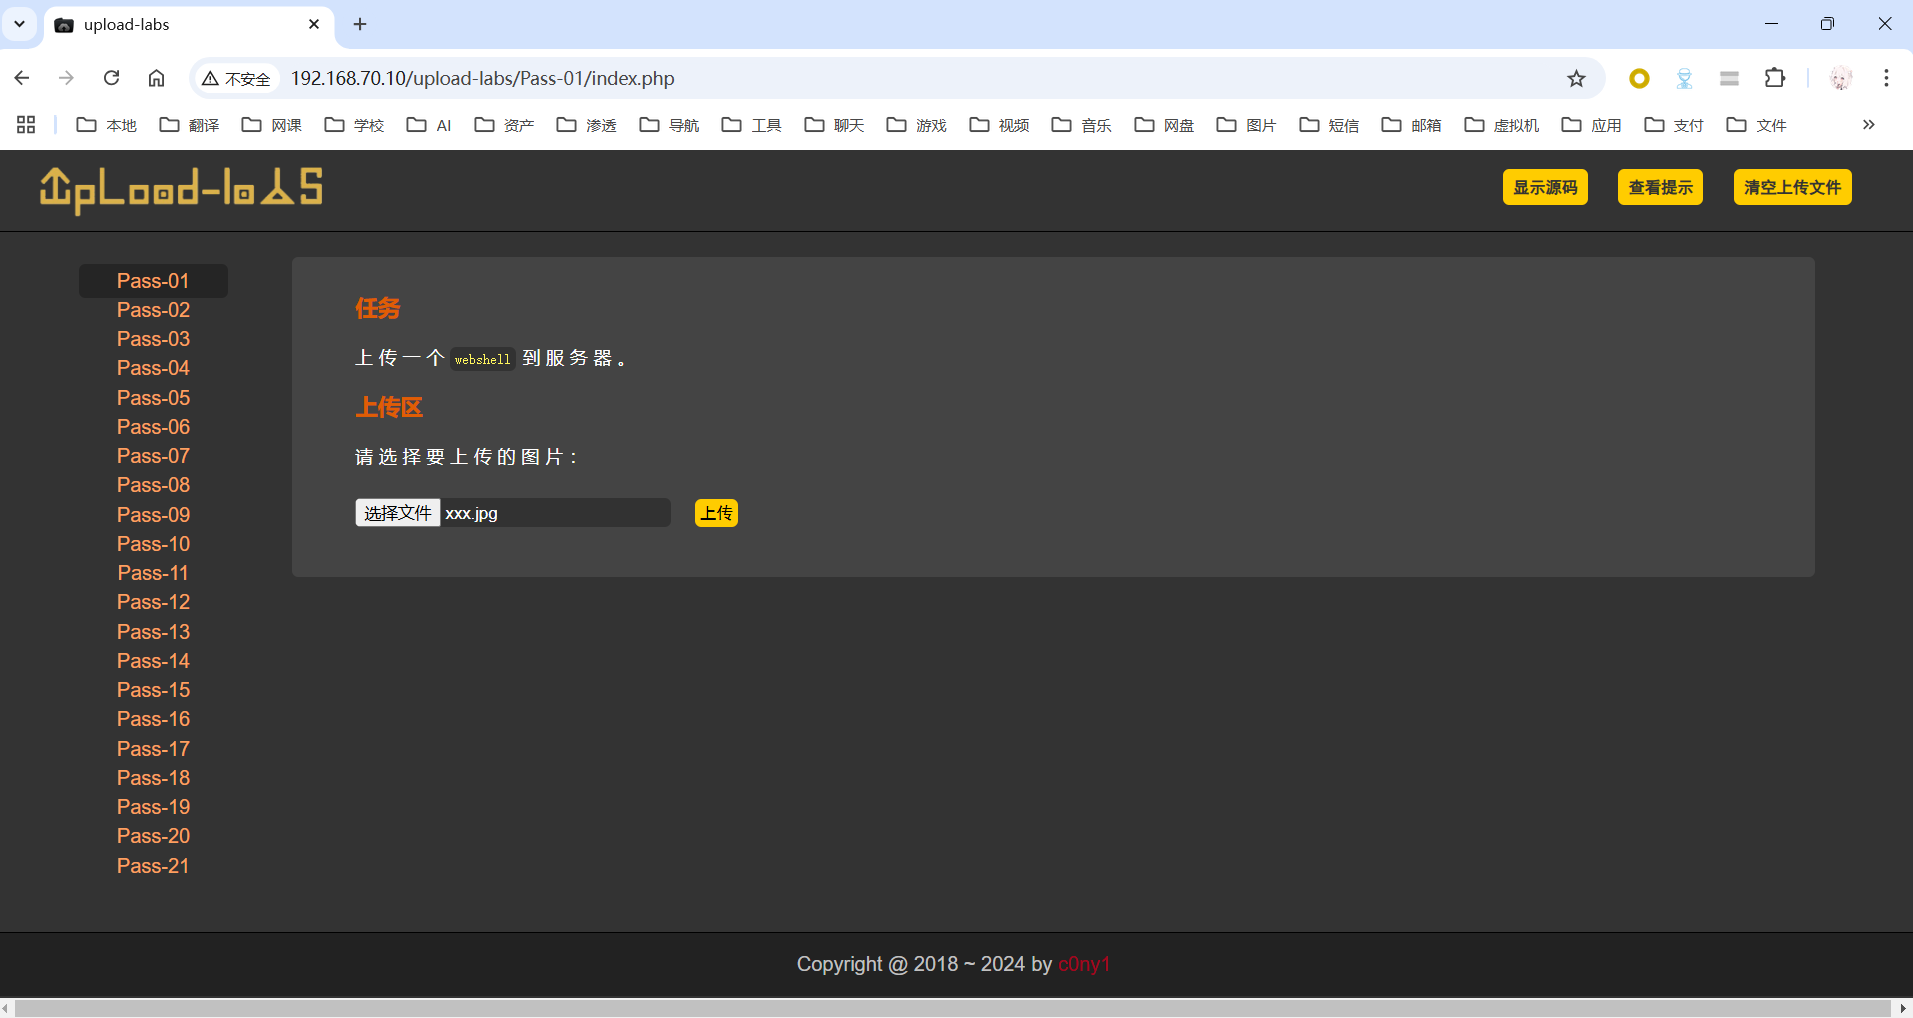 upload-labs
不安全 192.168.70.10/upload-labs/Pass-01/index.php
本地 翻译 网课 学校 AI 资产 渗透 导航 工具 聊天 游戏 视频 音乐 网盘 图片 短信 邮箱 虚拟机 应用 支付 文件
UpLoad-labS
显示源码 查看提示 清空上传文件
Pass-01
Pass-02
Pass-03
Pass-04
Pass-05
Pass-06
Pass-07
Pass-08
Pass-09
Pass-10
Pass-11
Pass-12
Pass-13
Pass-14
Pass-15
Pass-16
Pass-17
Pass-18
Pass-19
Pass-20
Pass-21
任务
上传一个 webshell 到服务器。
上传区
请选择要上传的图片：
选择文件 xxx.jpg 上传
Copyright @ 2018 ~ 2024 by c0ny1